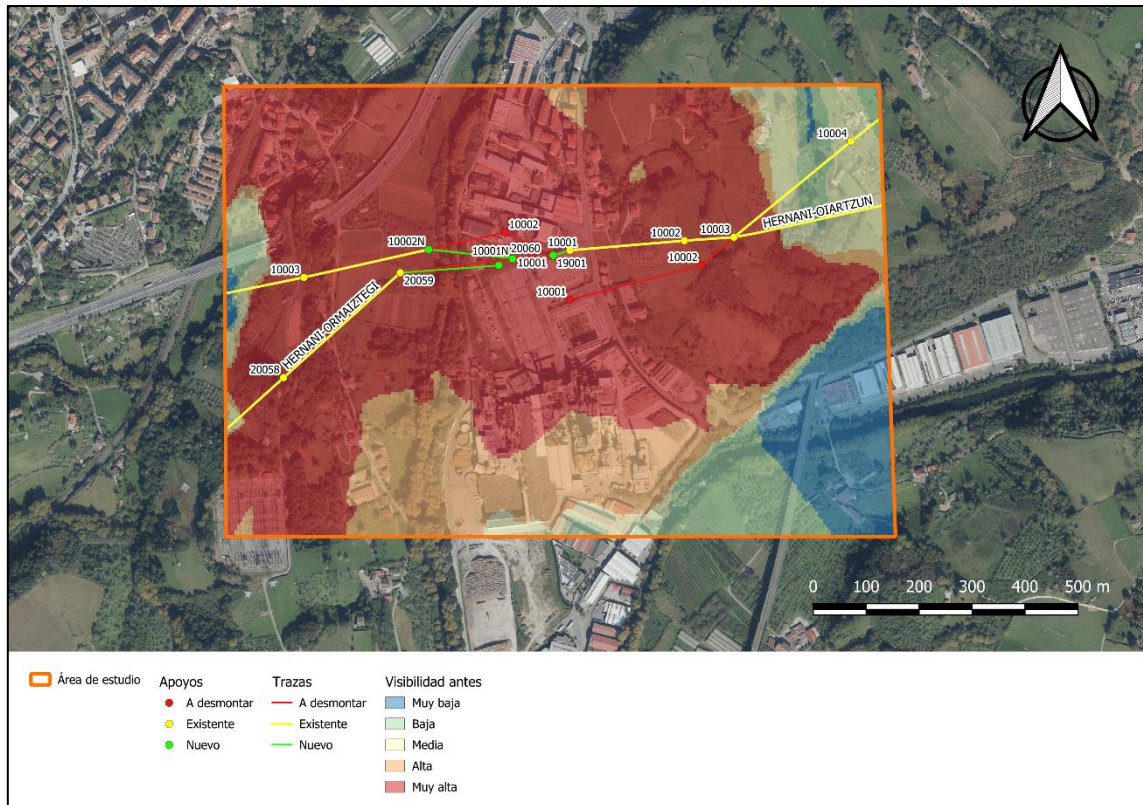 10004
HERNANI-OIARTZUN
10002
10002N
10001N
20060
10001
10002
10003
10001
19001
10002
10003
20059
10001
HERNANI-ORMAIZTEGI
20058
0 100 200 300 400 500 m
Área de estudio
Apoyos
A desmontar
Existente
Nuevo
Trazas
A desmontar
Existente
Nuevo
Visibilidad antes
Muy baja
Baja
Media
Alta
Muy alta